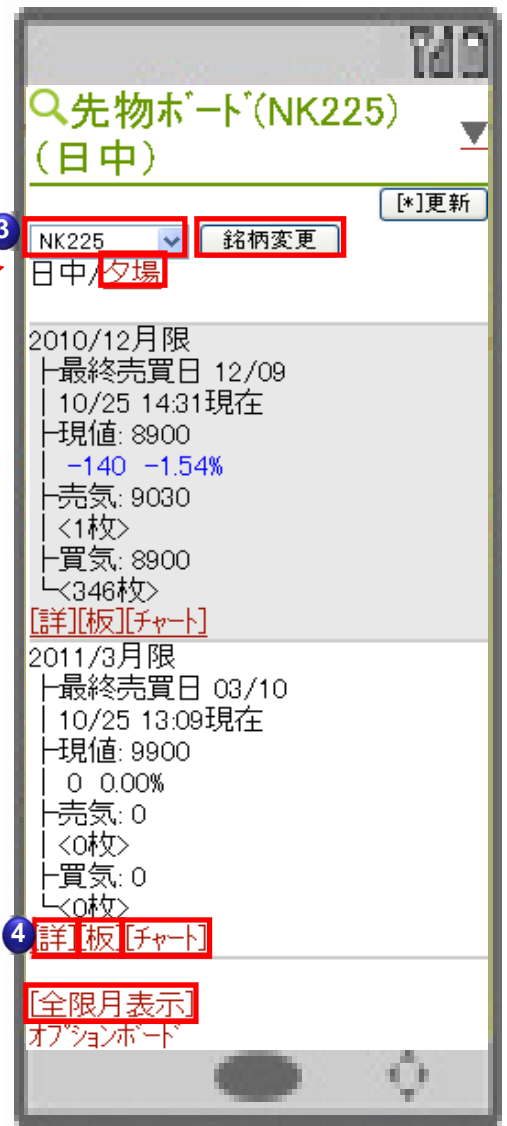 先物ボード(NK225)
(日中)
▼
[*]更新
3
NK225 銘柄変更
日中/夕場
2010/12月限
├最終売買日 12/09
| 10/25 14:31現在
├現値: 8900
| -140 -1.54%
├売気: 9030
|<1枚>
├買気: 8900
└<346枚>
[詳][板][チャート]
2011/3月限
├最終売買日 03/10
| 10/25 13:09現在
├現値: 9900
| 0 0.00%
├売気: 0
|<0枚>
├買気: 0
└<0枚>
4
[詳][板][チャート]
[全限月表示]
オプションボード